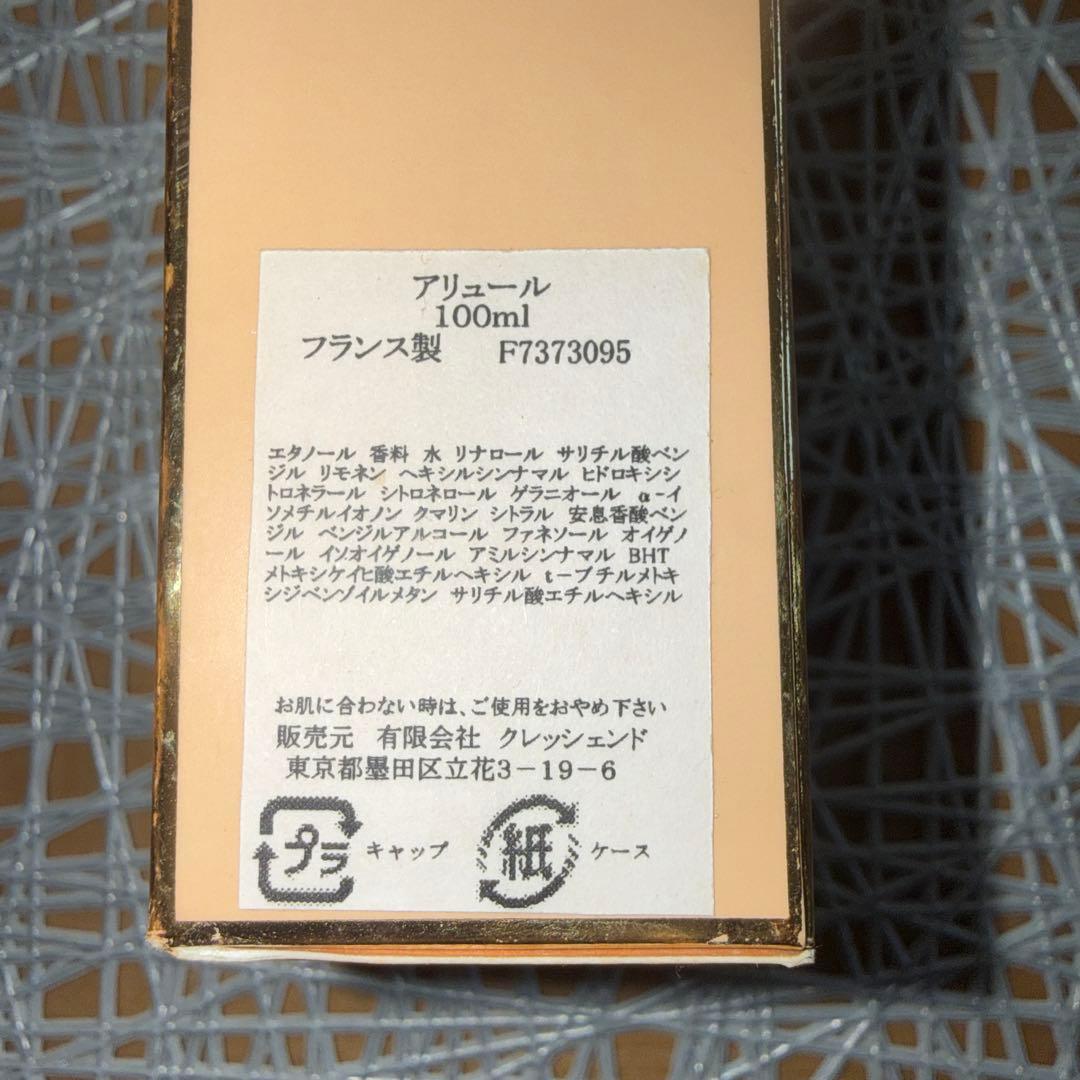 アリュール
100ml
フランス製 F7373095
エタノール 香料 水 リナロール サリチル酸ベン
ジル リモネン ヘキシルシンナマル ヒドロキシシ
トロネラール シトロネロール ゲラニオール α-イ
ソメチルイオノン クマリン シトラル 安息香酸ベン
ジル ベンジルアルコール ファネソール オイゲノ
ール イソオイゲノール アミルシンナマル BHT
メトキシケイヒ酸エチルヘキシル t-ブチルメトキ
シジベンゾイルメタン サリチル酸エチルヘキシル
お肌に合わない時は、ご使用をおやめ下さい
販売元 有限会社 クレッシェンド
東京都墨田区立花3-19-6
プラ キャップ 紙 ケース